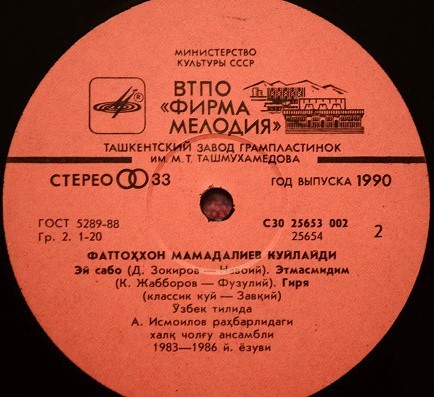 МИНИСТЕРСТВО
КУЛЬТУРЫ СССР
ВТПО
«ФИРМА
МЕЛОДИЯ»
ТАШКЕНТСКИЙ ЗАВОД ГРАМПЛАСТИНОК
ИМ. М. Т. ТАШМУХАМЕДОВА
СТЕРЕО 33
ГОД ВЫПУСКА 1990
ГОСТ 5289-88
Гр. 2. 1-20
С30 25653 002
25654
2
ФАТТОҲХОН МАМАДАЛИЕВ КУЙЛАЙДИ
Эй сабо (Д. Зокиров — Навоий). Этмасмидим
(К. Жабборов — Фузулий). Гиря
(классик куй — Завқий)
Ўзбек тилида
А. Исмоилов раҳбарлидаги
халқ чолғу ансамбли
1983—1986 й. ёзуви